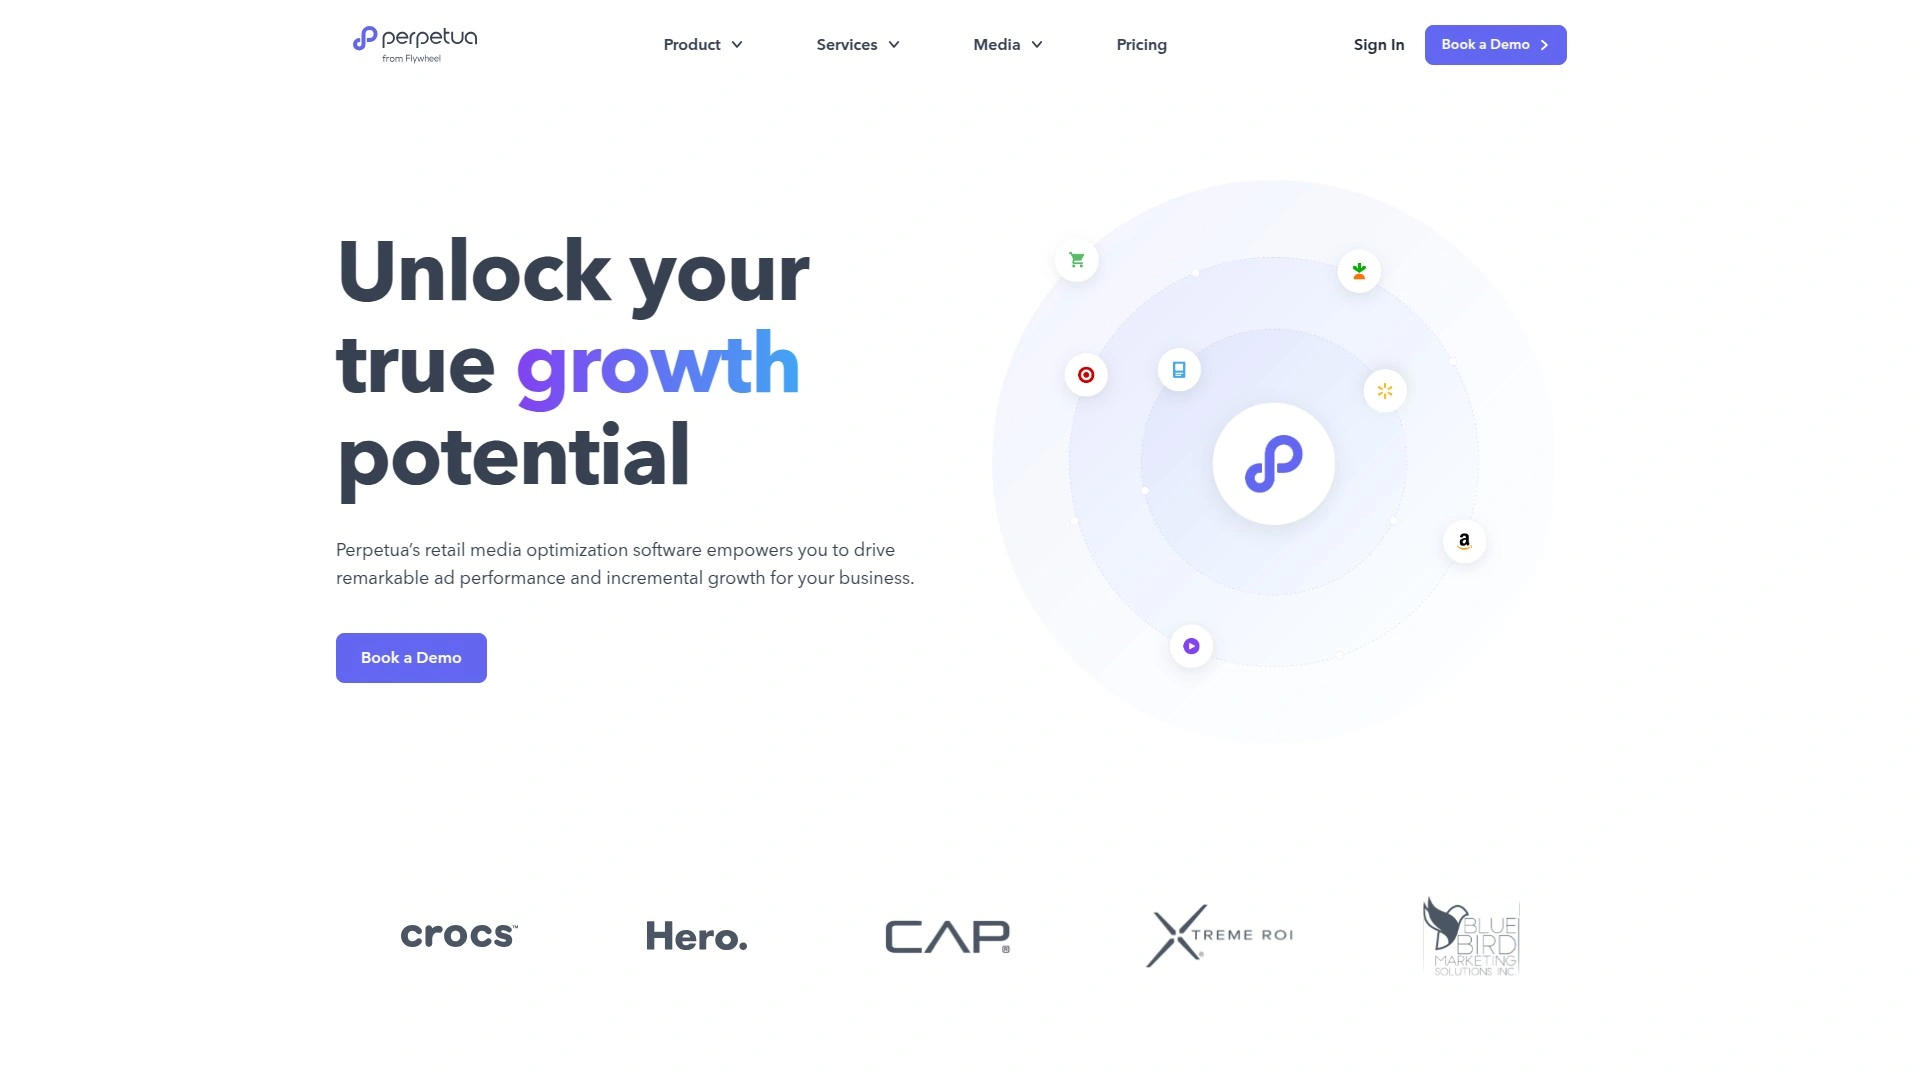 perpetua
from Flywheel
Product
Services
Media
Pricing
Sign In
Book a Demo
Unlock your
true growth
potential
Perpetua’s retail media optimization software empowers you to drive
remarkable ad performance and incremental growth for your business.
Book a Demo
a
crocs™
Hero.
CAP®
XTREME ROI®
BLUE
BIRD
MARKETING
SOLUTIONS INC.